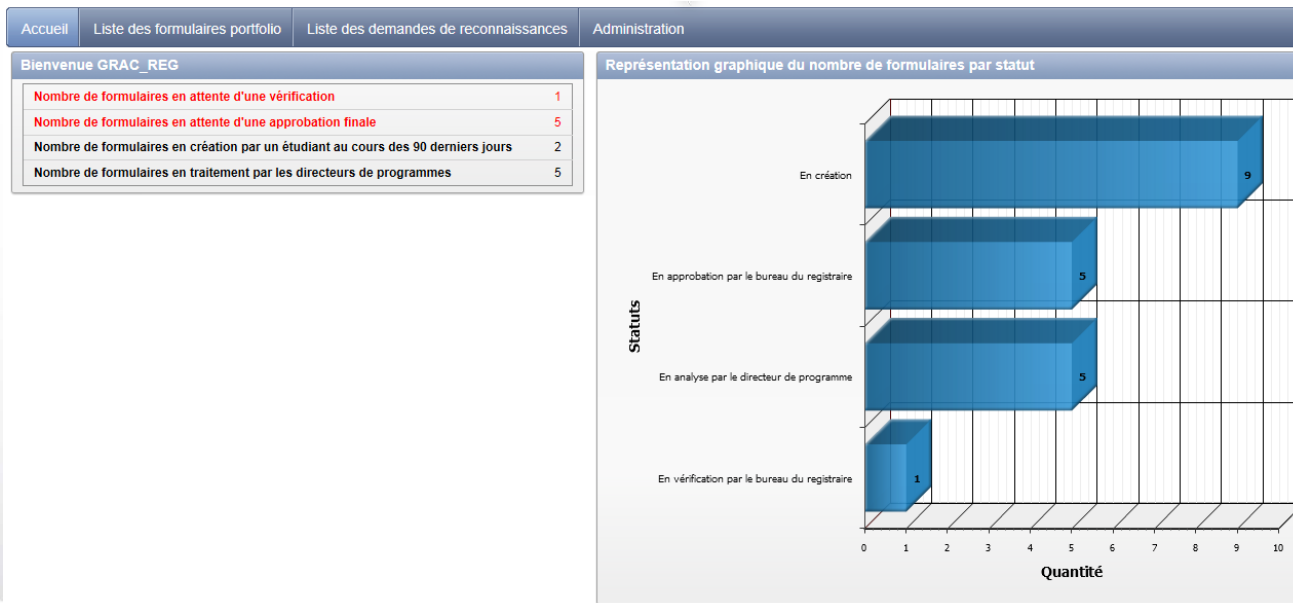 Accueil Liste des formulaires portfolio Liste des demandes de reconnaissances Administration
Bienvenue GRAC_REG
Nombre de formulaires en attente d'une vérification 1
Nombre de formulaires en attente d'une approbation finale 5
Nombre de formulaires en création par un étudiant au cours des 90 derniers jours 2
Nombre de formulaires en traitement par les directeurs de programmes 5
Représentation graphique du nombre de formulaires par statut
En création 9
En approbation par le bureau du registraire 5
Statuts
En analyse par le directeur de programme 5
En vérification par le bureau du registraire 1
0 1 2 3 4 5 6 7 8 9 10
Quantité